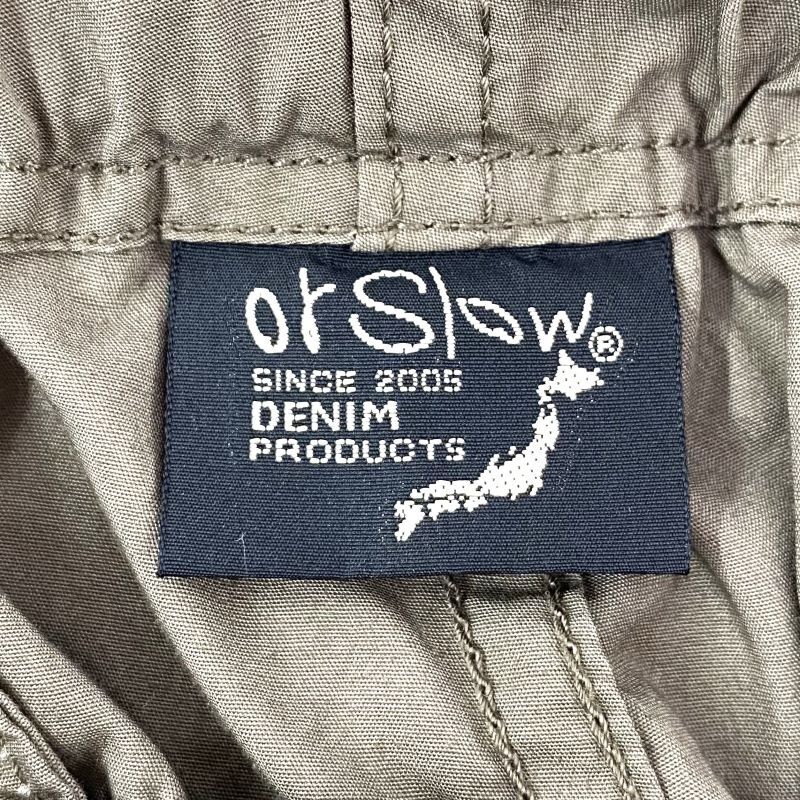 orslow®
SINCE 2005
DENIM
PRODUCTS